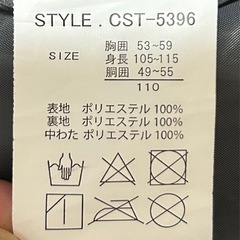 STYLE . CST-5396
SIZE
胸囲 53~59
身長 105~115
胴囲 49~55
110
表地 ポリエステル 100%
裏地 ポリエステル 100%
中わた ポリエステル 100%